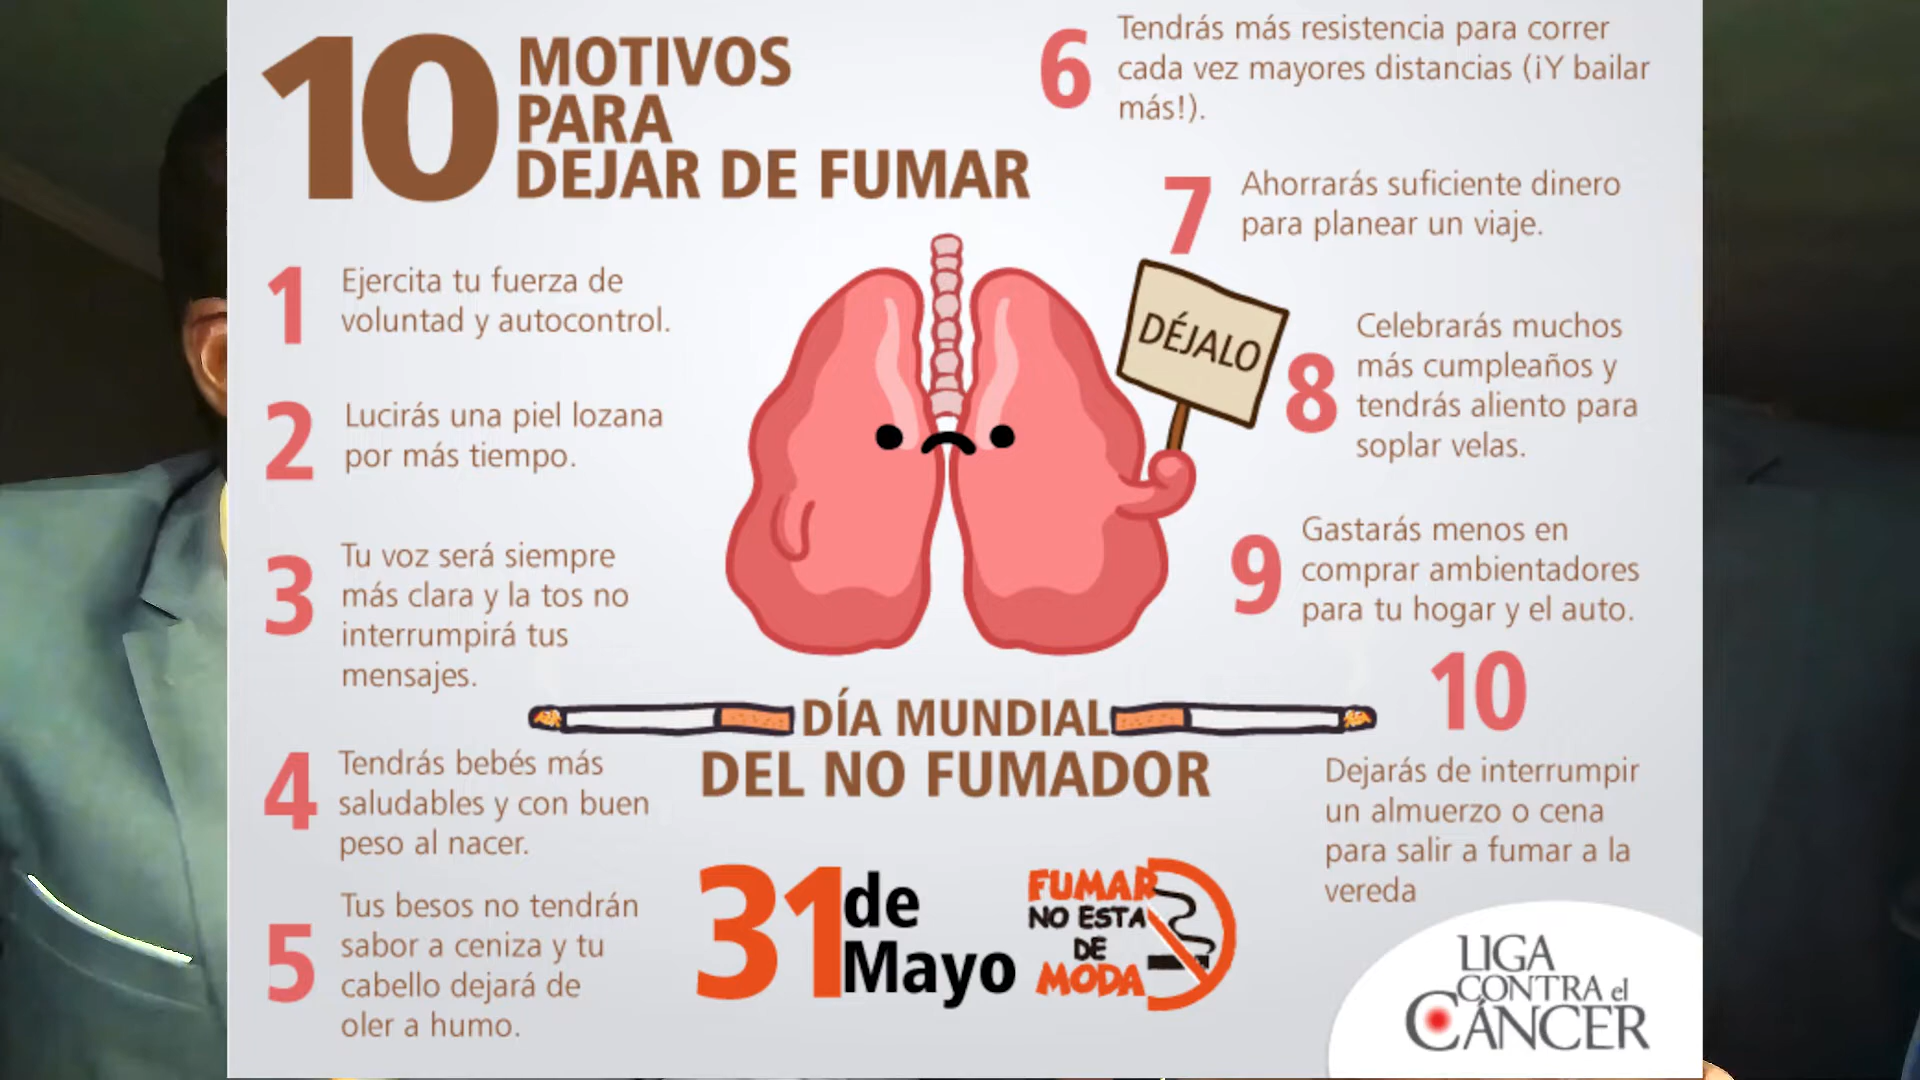 10 MOTIVOS
PARA
DEJAR DE FUMAR
1 Ejercita tu fuerza de
voluntad y autocontrol.
2 Lucirás una piel lozana
por más tiempo.
3 Tu voz será siempre
más clara y la tos no
interrumpirá tus
mensajes.
4 Tendrás bebés más
saludables y con buen
peso al nacer.
5 Tus besos no tendrán
sabor a ceniza y tu
cabello dejará de
oler a humo.
6 Tendrás más resistencia para correr
cada vez mayores distancias (¡Y bailar
más!).
7 Ahorrarás suficiente dinero
para planear un viaje.
DÉJALO
8 Celebrarás muchos
más cumpleaños y
tendrás aliento para
soplar velas.
9 Gastarás menos en
comprar ambientadores
para tu hogar y el auto.
10
Dejarás de interrumpir
un almuerzo o cena
para salir a fumar a la
vereda
DÍA MUNDIAL
DEL NO FUMADOR
31 de
Mayo
FUMAR
NO ESTA
DE
MODA
LIGA
CONTRA el
CÁNCER